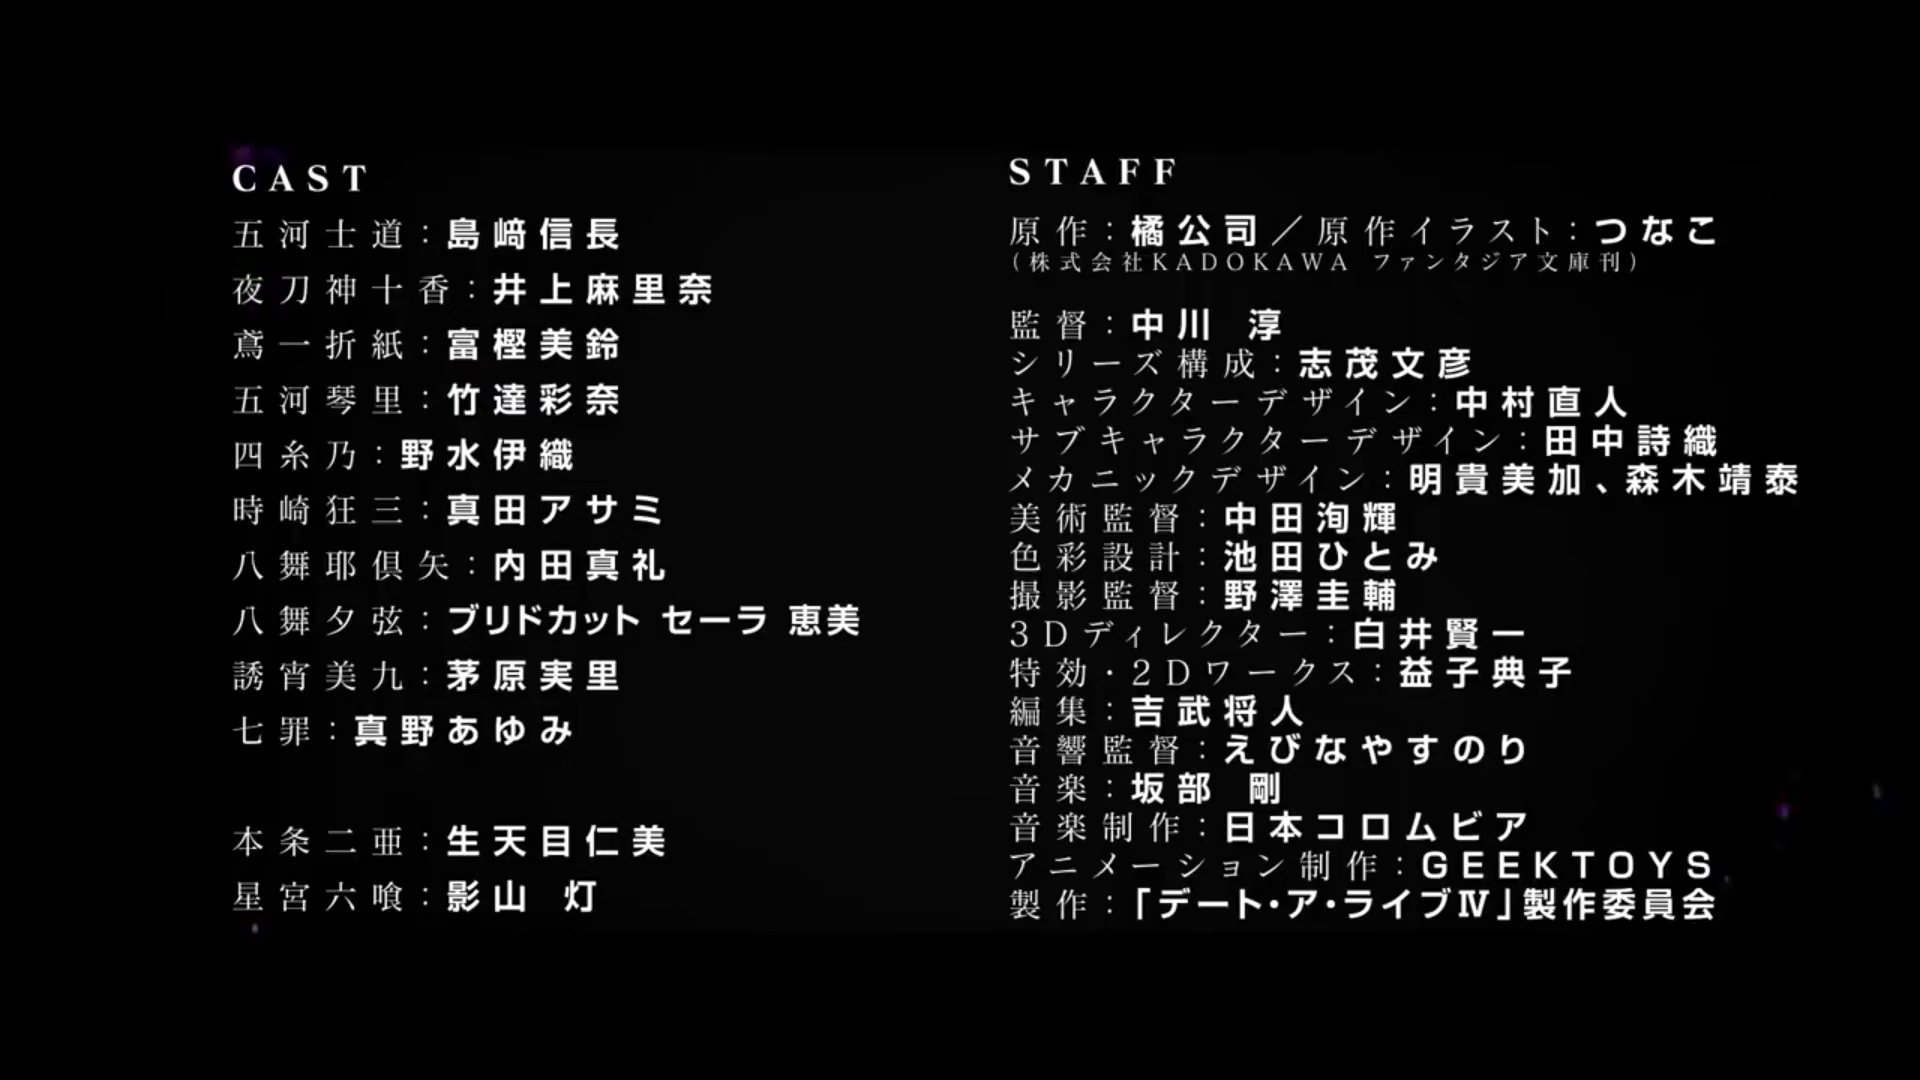 CAST
五河士道：島﨑信長
夜刀神十香：井上麻里奈
鳶一折紙：富樫美鈴
五河琴里：竹達彩奈
四糸乃：野水伊織
時崎狂三：真田アサミ
八舞耶倶矢：内田真礼
八舞夕弦：ブリドカット セーラ 恵美
誘宵美九：茅原実里
七罪：真野あゆみ
本条二亜：生天目仁美
星宮六喰：影山　灯
STAFF
原作：橘公司／原作イラスト：つなこ
（株式会社KADOKAWA ファンタジア文庫刊）
監督：中川　淳
シリーズ構成：志茂文彦
キャラクターデザイン：中村直人
サブキャラクターデザイン：田中詩織
メカニックデザイン：明貴美加、森木靖泰
美術監督：中田洵輝
色彩設計：池田ひとみ
撮影監督：野澤圭輔
3Dディレクター：白井賢一
特効・2Dワークス：益子典子
編集：吉武将人
音響監督：えびなやすのり
音楽：坂部　剛
音楽制作：日本コロムビア
アニメーション制作：GEEKTOYS
製作：「デート・ア・ライブⅣ」製作委員会